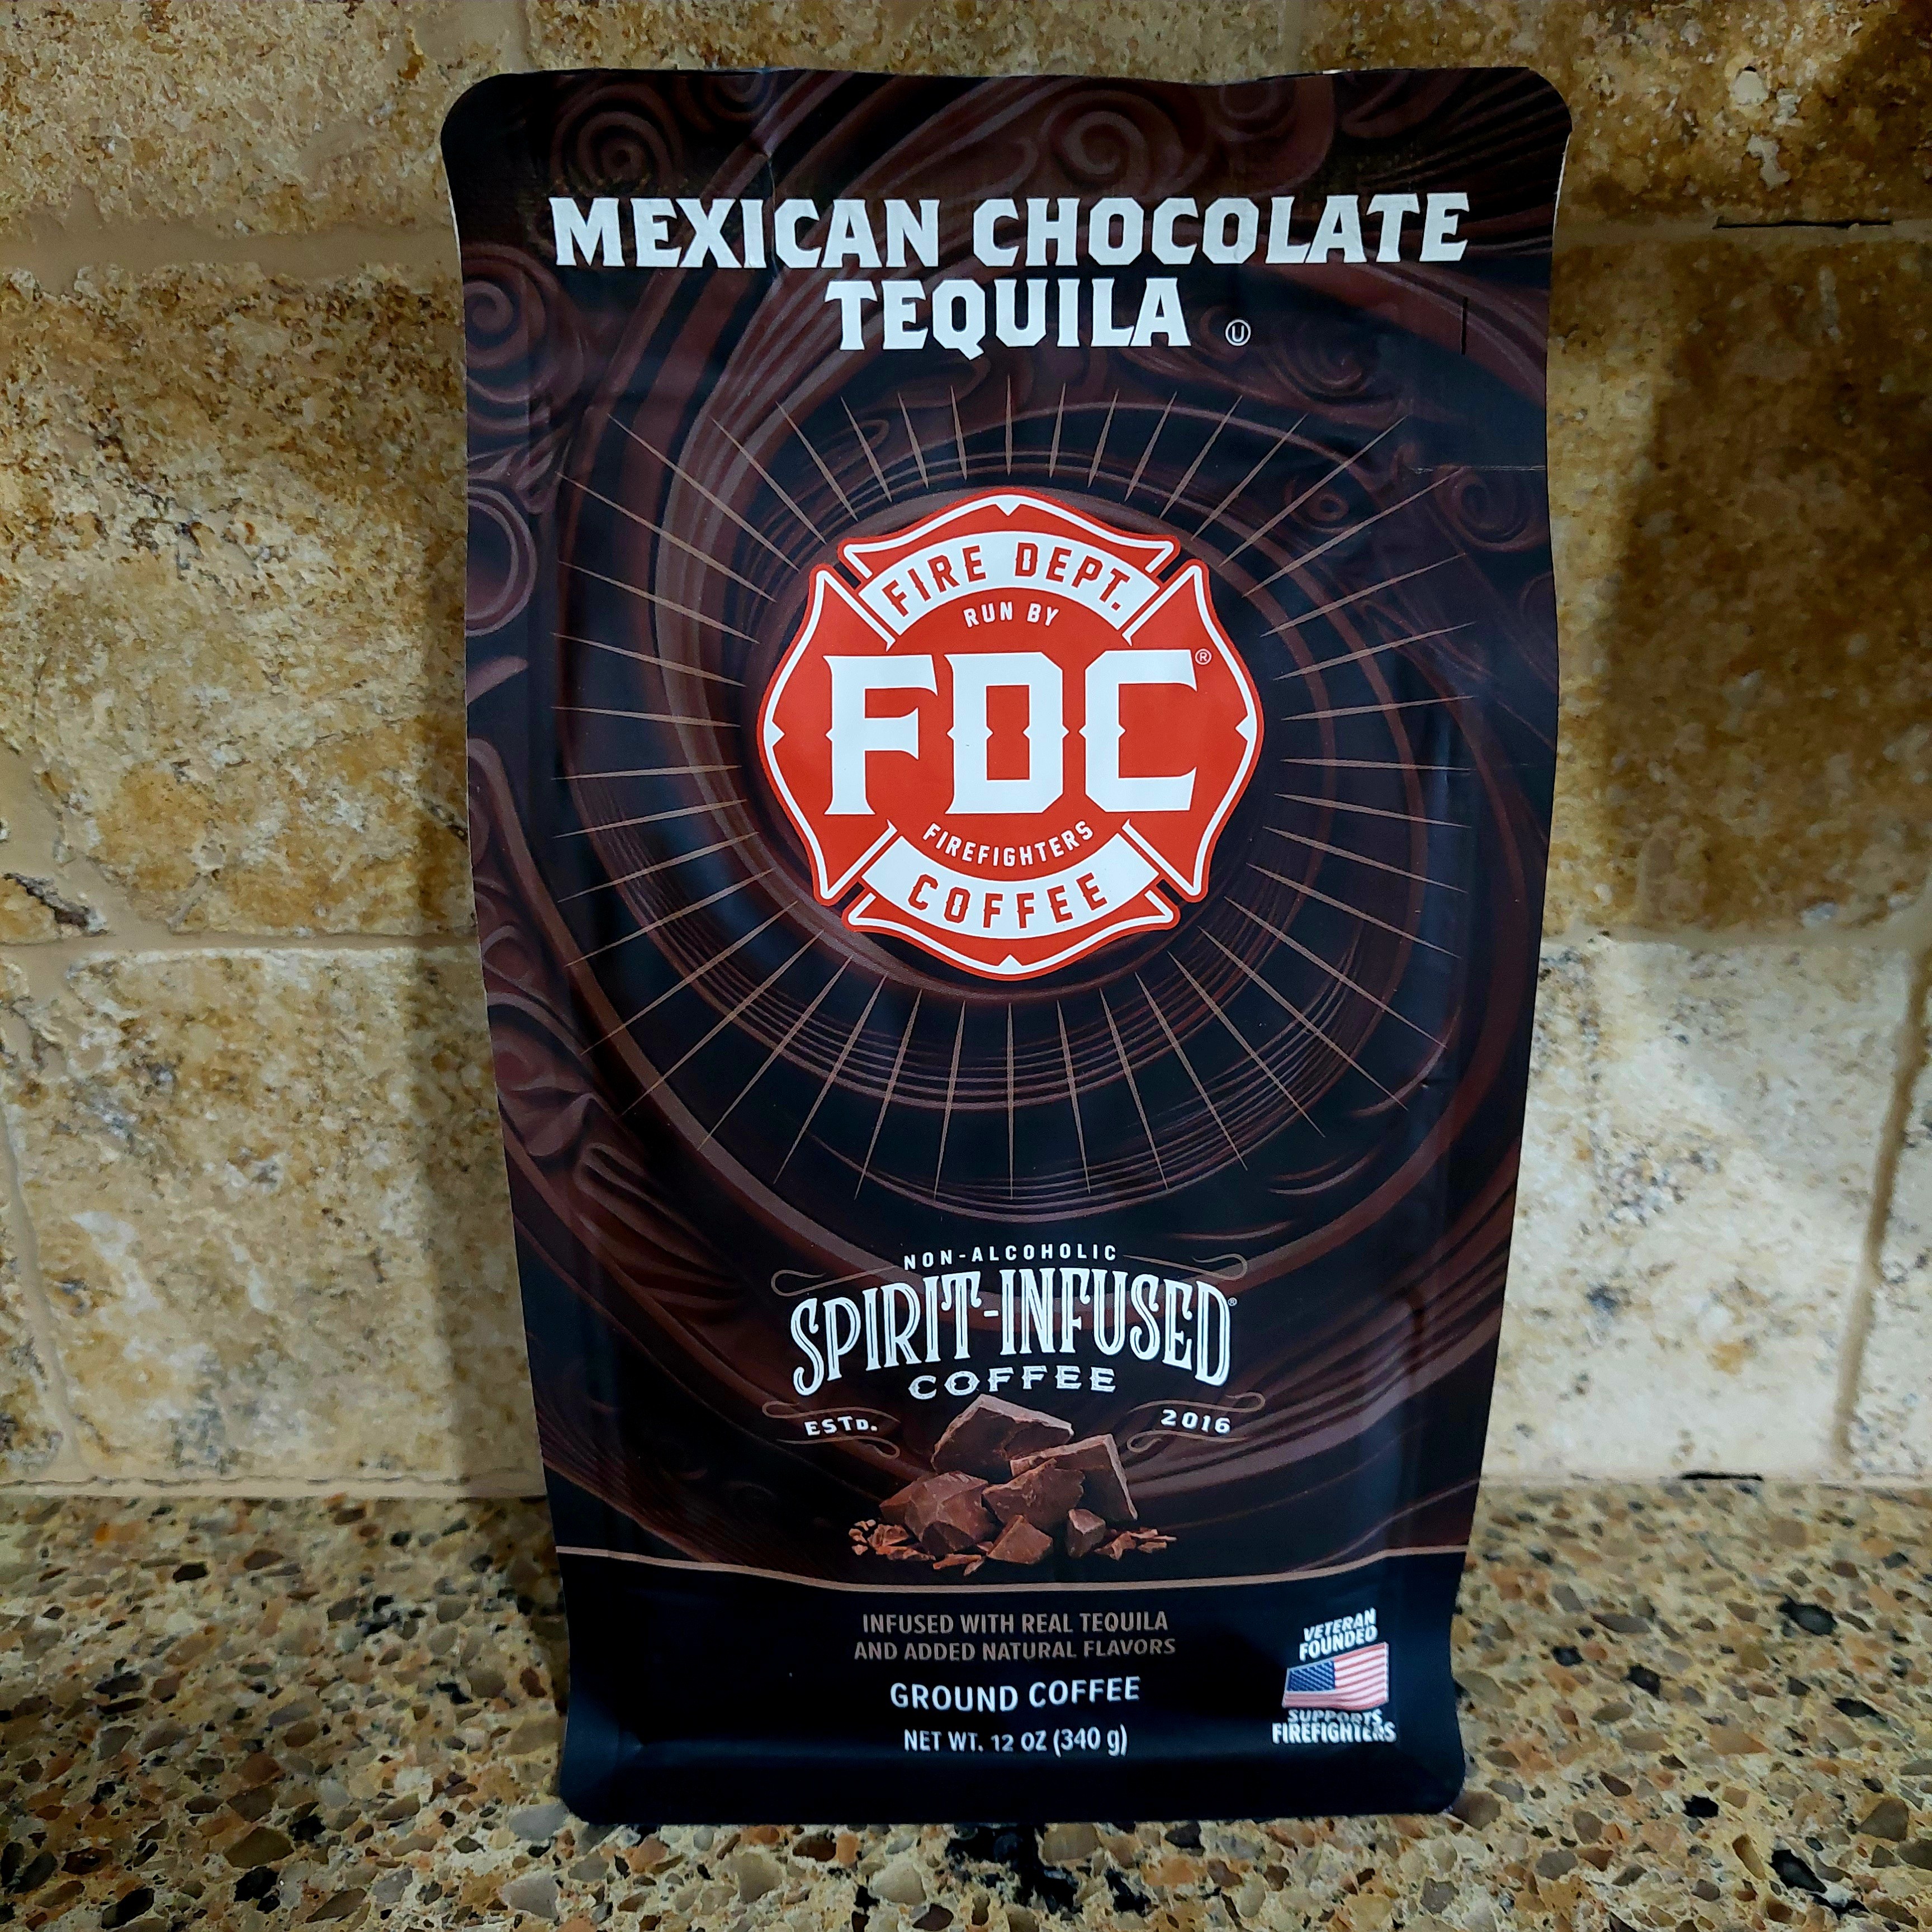 MEXICAN CHOCOLATE
TEQUILA Ⓤ
FIRE DEPT.
RUN BY
FDC®
FIREFIGHTERS
COFFEE
NON-ALCOHOLIC
SPIRIT-INFUSED®
COFFEE
ESTD. 2016
INFUSED WITH REAL TEQUILA
AND ADDED NATURAL FLAVORS
GROUND COFFEE
NET WT. 12 OZ (340 g)
VETERAN
FOUNDED
SUPPORTS
FIREFIGHTERS